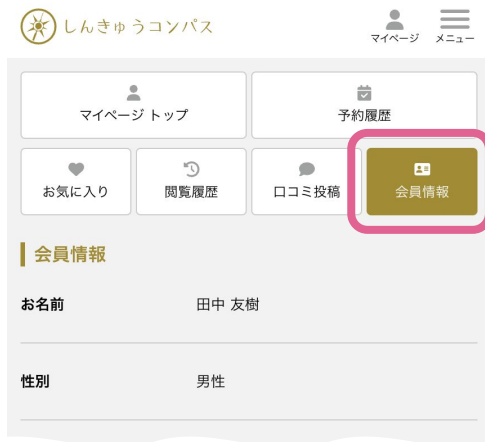 しんきゅうコンパス
マイページ
メニュー
マイページ トップ
予約履歴
お気に入り
閲覧履歴
口コミ投稿
会員情報
会員情報
お名前 田中 友樹
性別 男性